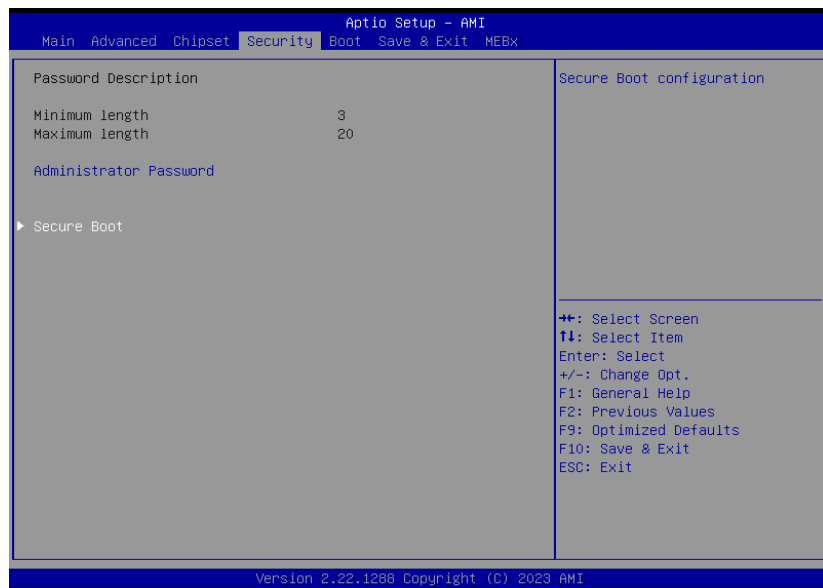 Aptio Setup - AMI
Main Advanced Chipset Security Boot Save & Exit MEBx
Password Description
Minimum length 3
Maximum length 20
Administrator Password
▶ Secure Boot
Secure Boot configuration
→←: Select Screen
↑↓: Select Item
Enter: Select
+/-: Change Opt.
F1: General Help
F2: Previous Values
F9: Optimized Defaults
F10: Save & Exit
ESC: Exit
Version 2.22.1288 Copyright (C) 2023 AMI